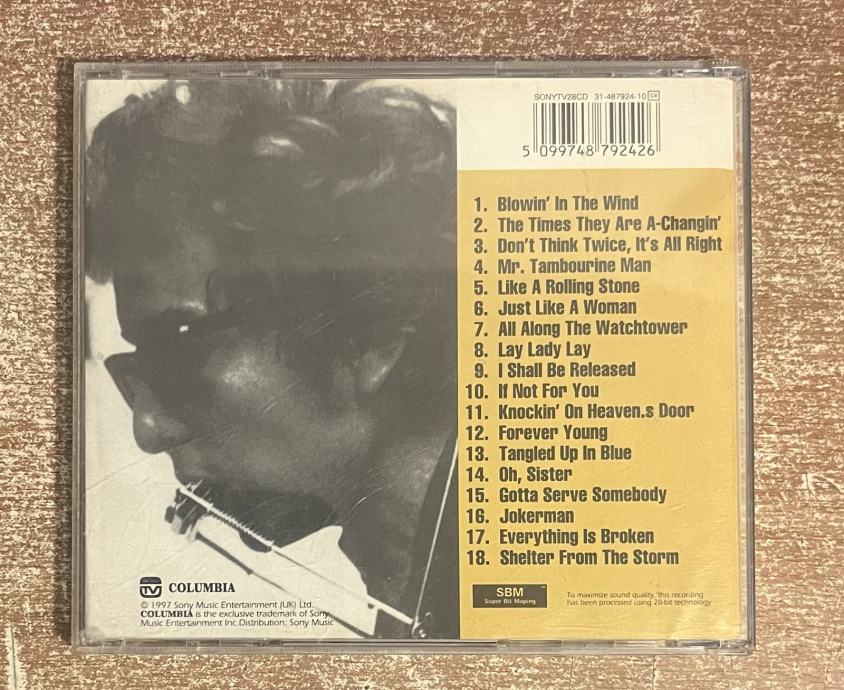 SONYTV28CD 31-487924-10 CX
5 099748 792426
1. Blowin' In The Wind
2. The Times They Are A-Changin'
3. Don't Think Twice, It's All Right
4. Mr. Tambourine Man
5. Like A Rolling Stone
6. Just Like A Woman
7. All Along The Watchtower
8. Lay Lady Lay
9. I Shall Be Released
10. If Not For You
11. Knockin' On Heaven.s Door
12. Forever Young
13. Tangled Up In Blue
14. Oh, Sister
15. Gotta Serve Somebody
16. Jokerman
17. Everything Is Broken
18. Shelter From The Storm
SBM
Super Bit Maping
To maximize sound quality, this recording
has been processed using 20-bit technology
TV COLUMBIA
© 1997 Sony Music Entertainment (UK) Ltd.
COLUMBIA is the exclusive trademark of Sony
Music Entertainment Inc.Distribution: Sony Music